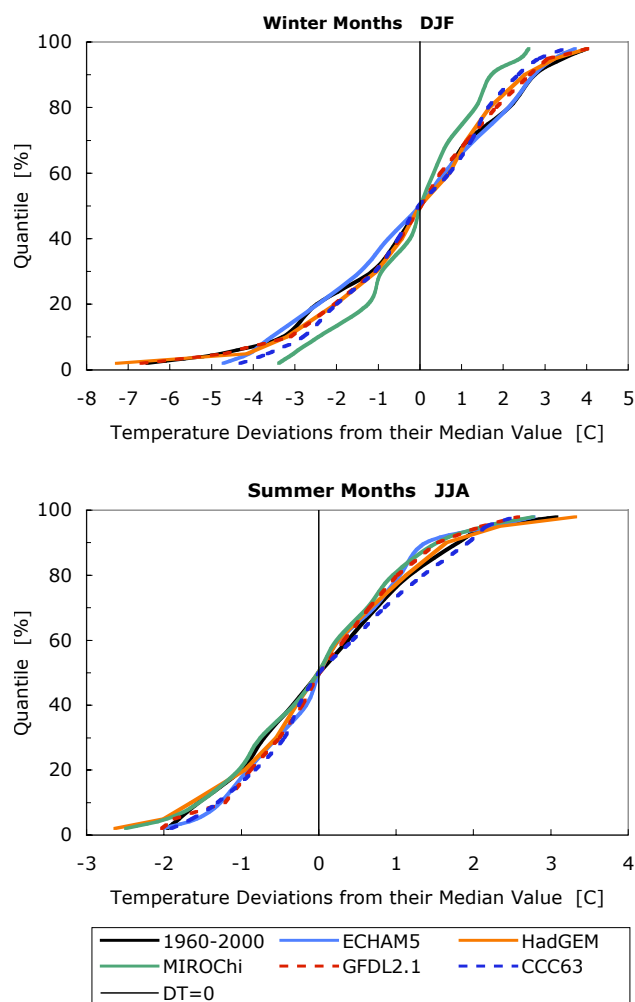 Winter Months DJF
100
80
60
40
20
0
Quantile [%]
-8 -7 -6 -5 -4 -3 -2 -1 0 1 2 3 4 5
Temperature Deviations from their Median Value [C]
Summer Months JJA
100
80
60
40
20
0
Quantile [%]
-3 -2 -1 0 1 2 3 4
Temperature Deviations from their Median Value [C]
1960-2000 ECHAM5 HadGEM
MIROChi GFDL2.1 CCC63
DT=0